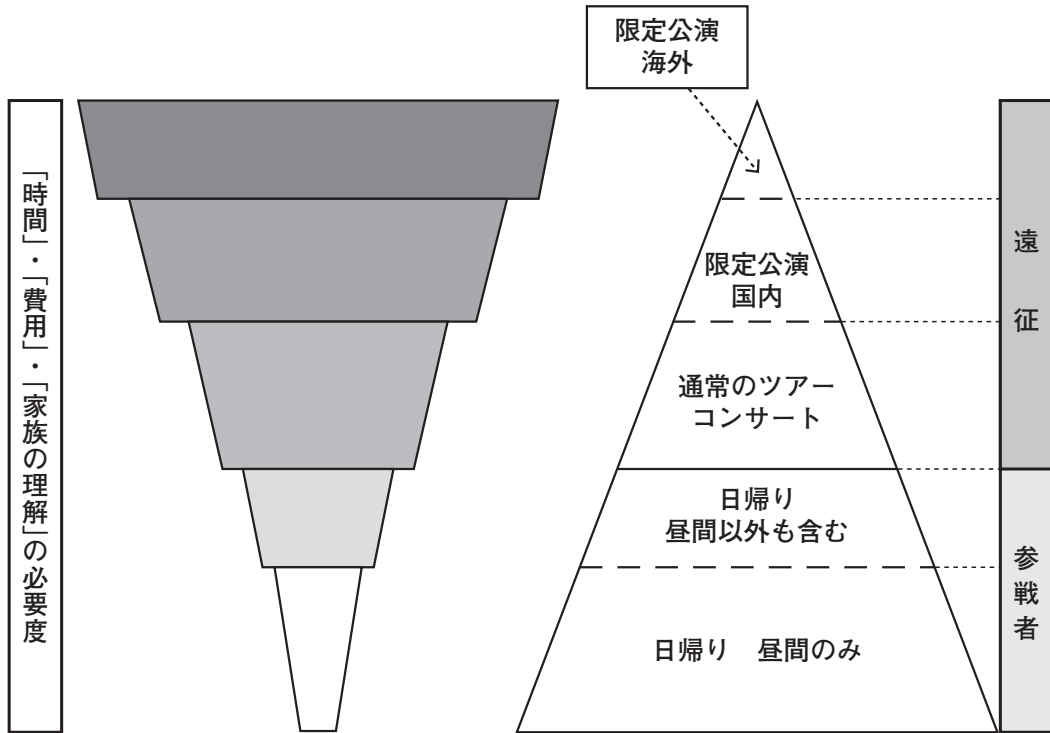 限定公演
海外
「時間」・「費用」・「家族の理解」の必要度
限定公演
国内
通常のツアー
コンサート
日帰り
昼間以外も含む
日帰り　昼間のみ
遠征
参戦者